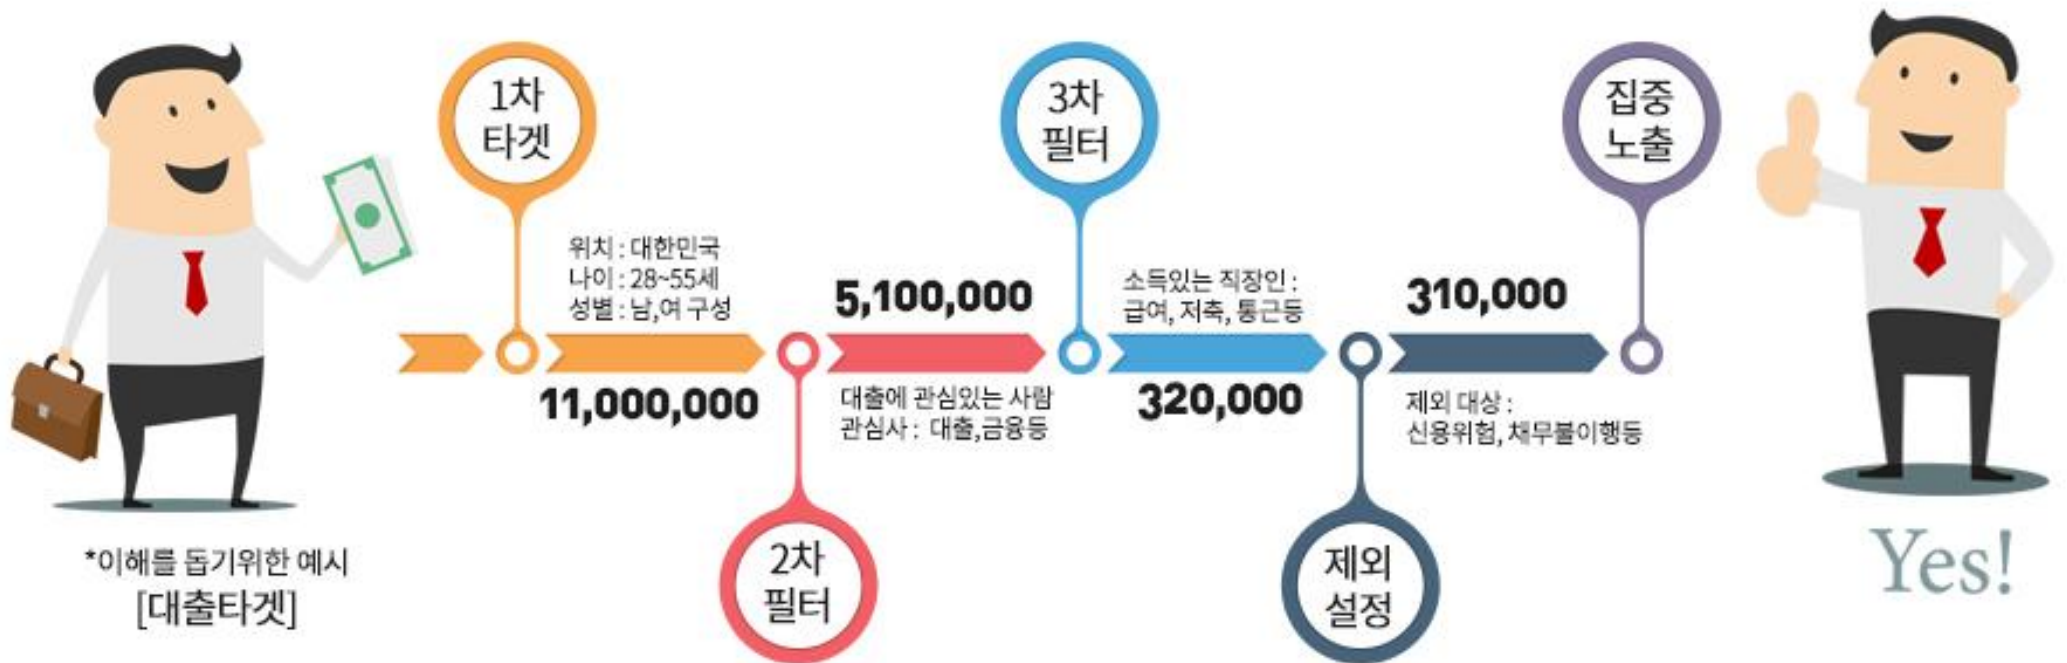 1차
타겟
위치 : 대한민국
나이 : 28~55세
성별 : 남,여 구성
11,000,000
2차
필터
5,100,000
대출에 관심있는 사람
관심사 : 대출,금융등
3차
필터
소득있는 직장인 :
급여, 저축, 통근등
320,000
제외
설정
310,000
제외 대상 :
신용위험, 채무불이행등
집중
노출
*이해를 돕기위한 예시
[대출타겟]
Yes!